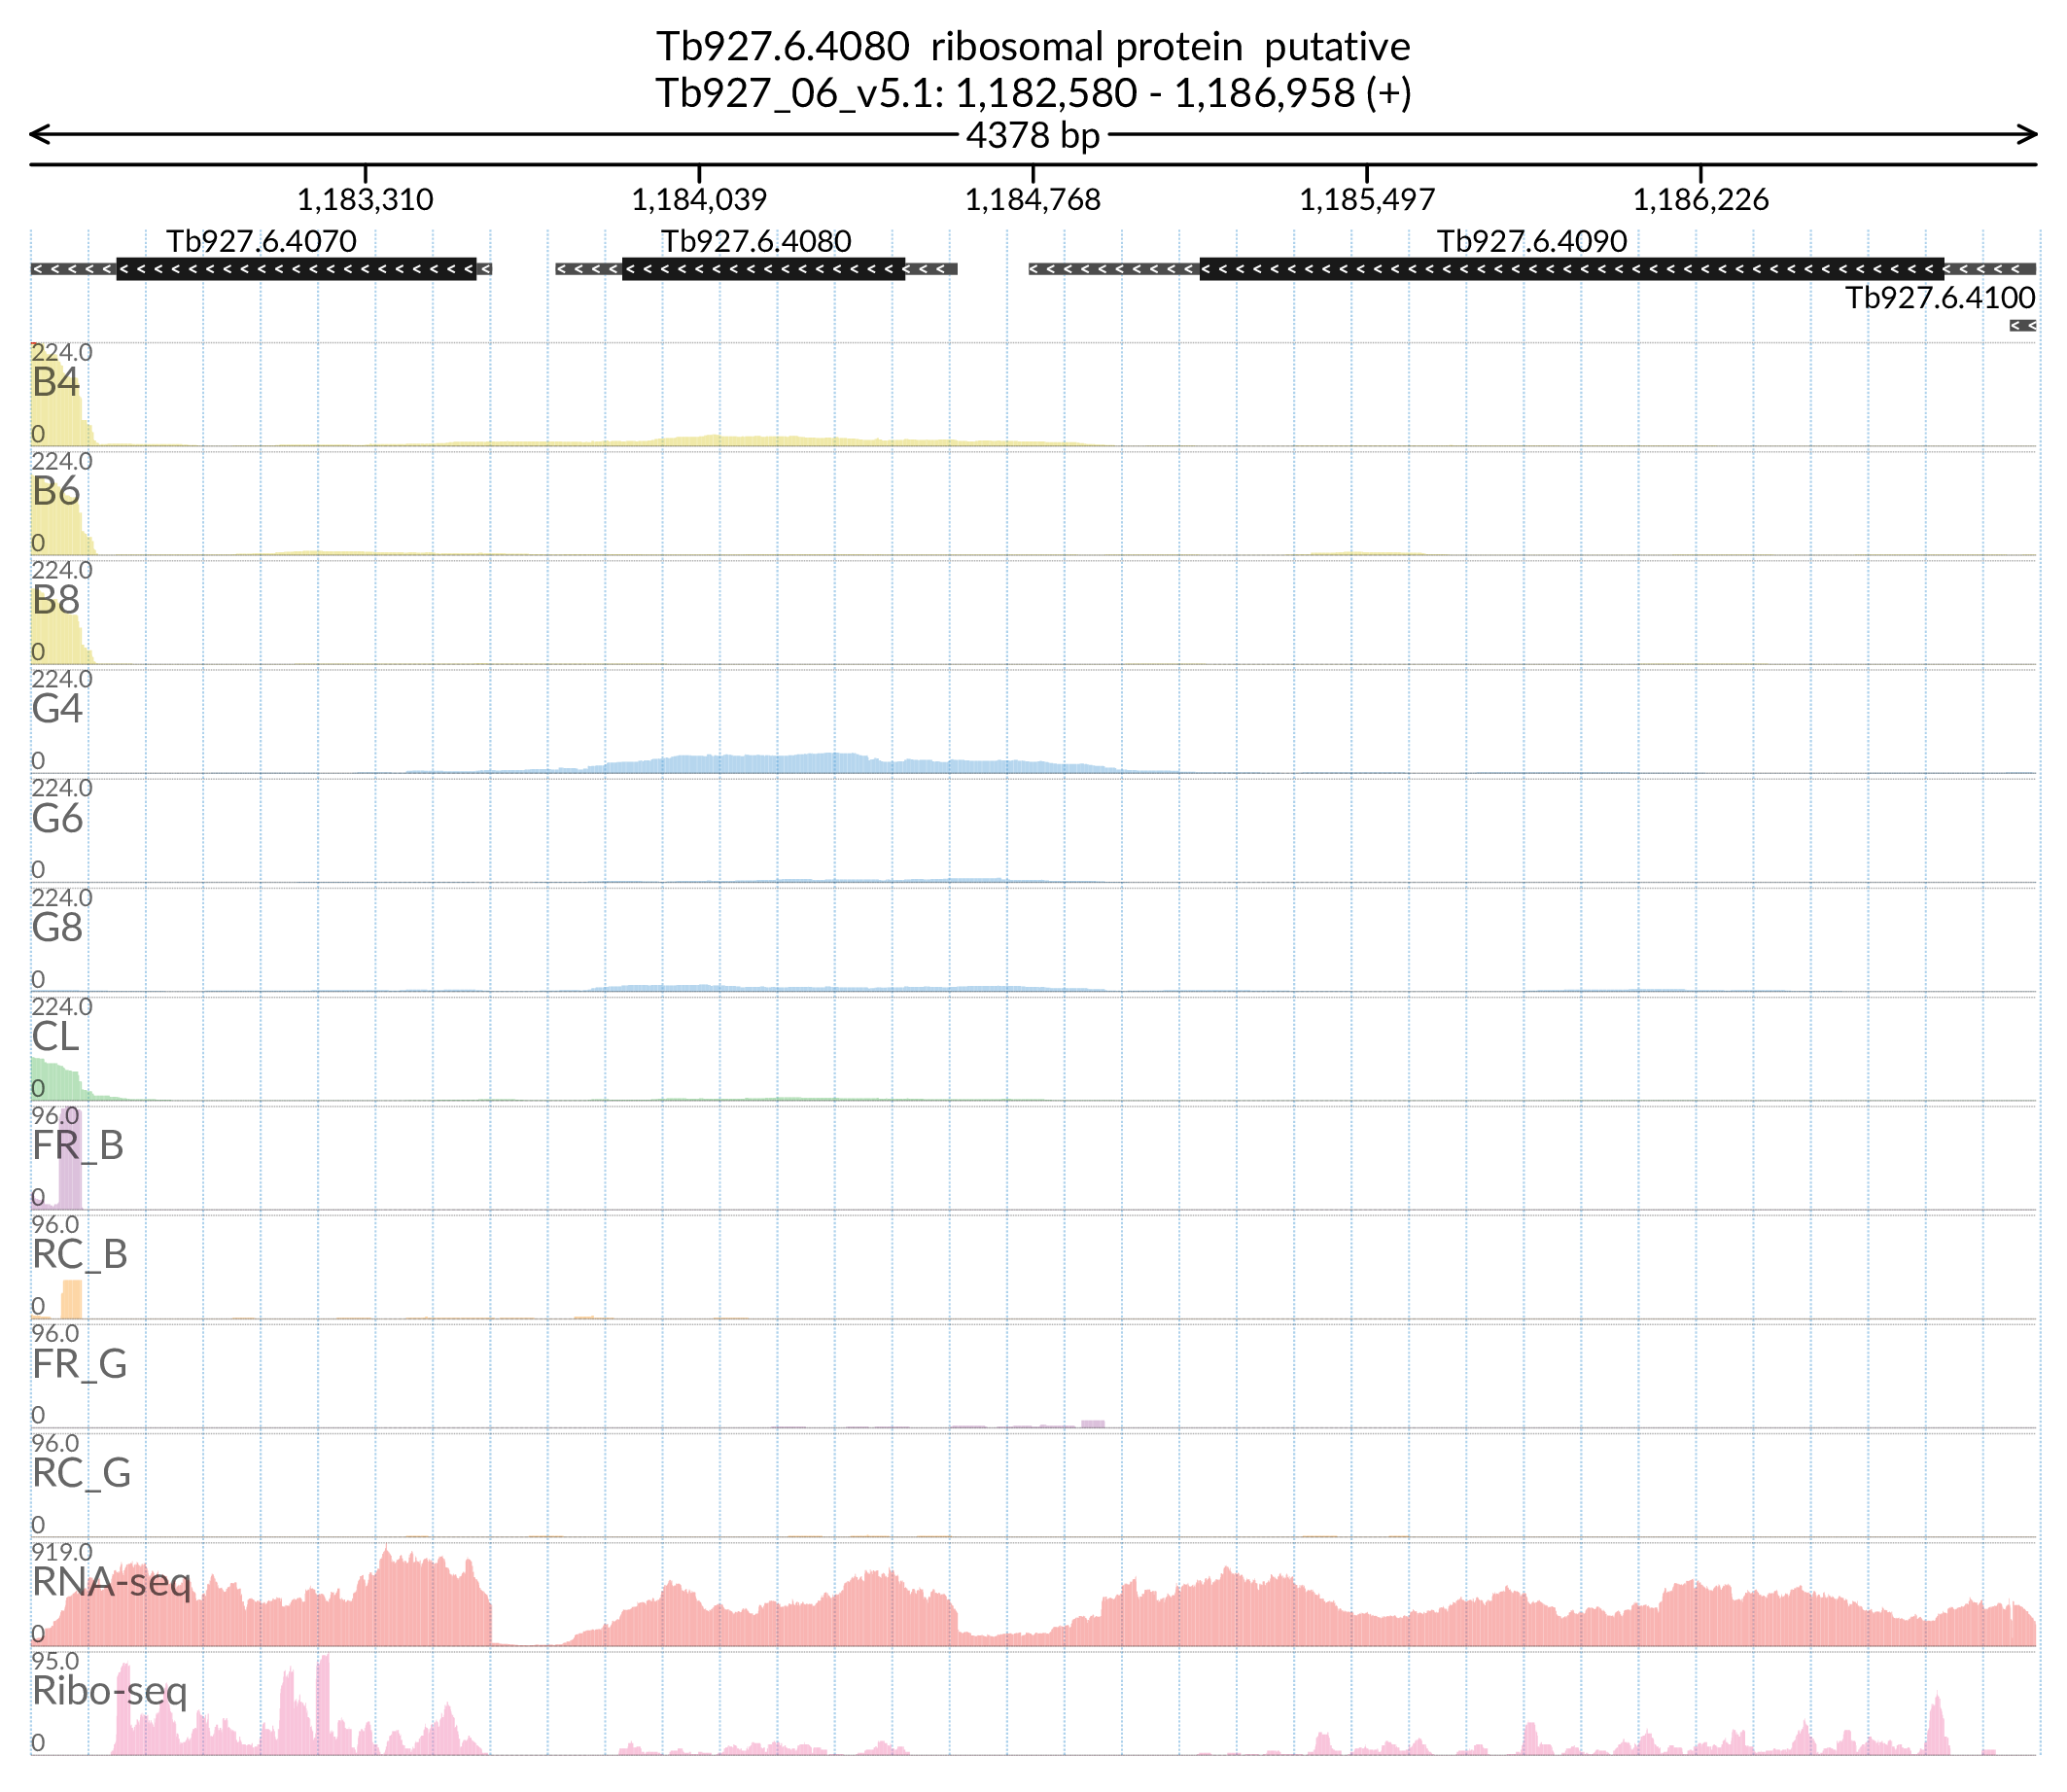 Tb927.6.4080  ribosomal protein  putative
Tb927_06_v5.1: 1,182,580 - 1,186,958 (+)
4378 bp
1,183,310 1,184,039 1,184,768 1,185,497 1,186,226
Tb927.6.4070 Tb927.6.4080 Tb927.6.4090
Tb927.6.4100
224.0
B4
0
224.0
B6
0
224.0
B8
0
224.0
G4
0
224.0
G6
0
224.0
G8
0
224.0
CL
0
96.0
FR_B
0
96.0
RC_B
0
96.0
FR_G
0
96.0
RC_G
0
919.0
RNA-seq
0
95.0
Ribo-seq
0